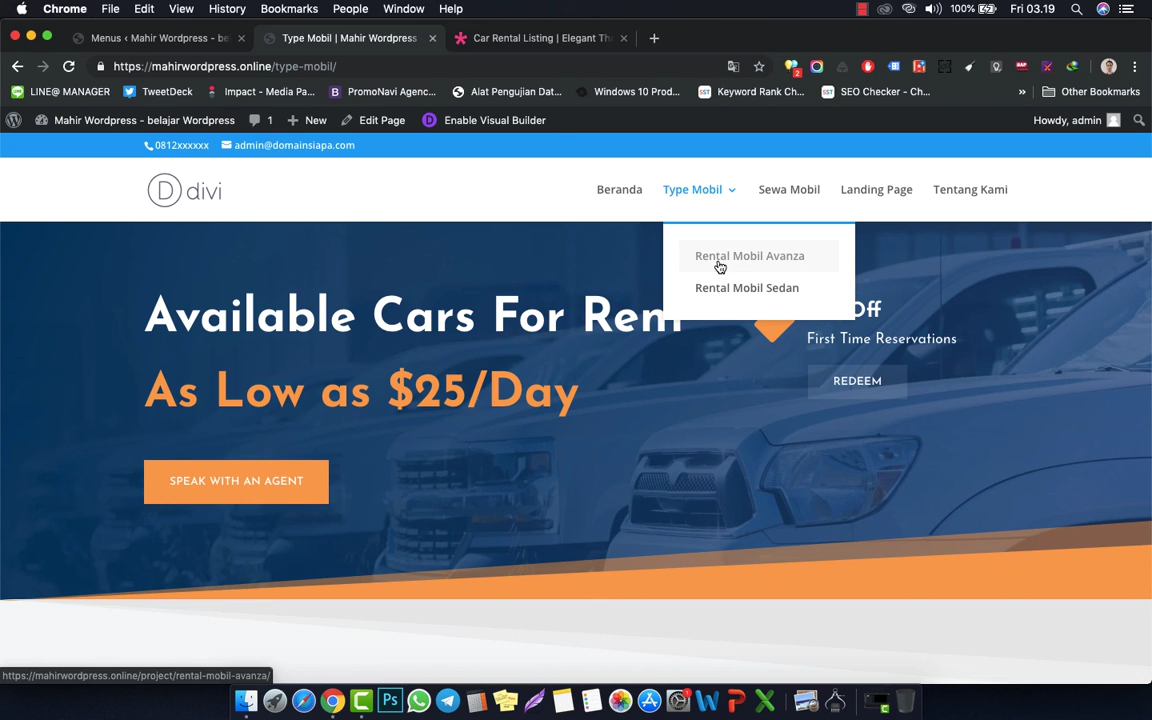 Chrome File Edit View History Bookmarks People Window Help 100% Fri 03.19
Menus ‹ Mahir Wordpress - be Type Mobil | Mahir Wordpress Car Rental Listing | Elegant Th
https://mahirwordpress.online/type-mobil/
LINE@ MANAGER TweetDeck Impact - Media Pa... PromoNavi Agenc... Alat Pengujian Dat... Windows 10 Prod... Keyword Rank Ch... SEO Checker - Ch... » Other Bookmarks
Mahir Wordpress - belajar Wordpress 1 New Edit Page Enable Visual Builder Howdy, admin
0812xxxxxx admin@domainsiapa.com
divi Beranda Type Mobil Sewa Mobil Landing Page Tentang Kami
Rental Mobil Avanza
Rental Mobil Sedan
Available Cars For Rent
As Low as $25/Day
SPEAK WITH AN AGENT
Off
First Time Reservations
REDEEM
https://mahirwordpress.online/project/rental-mobil-avanza/